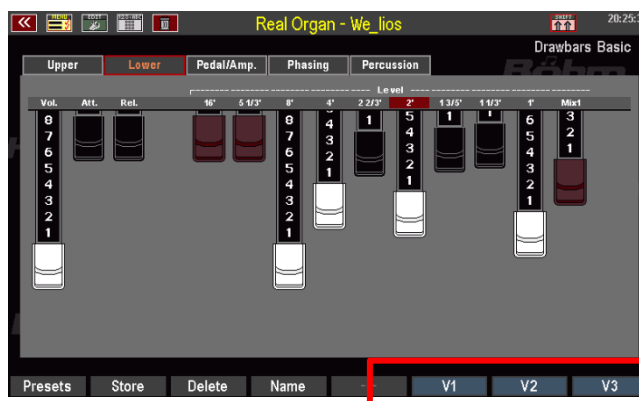 MENU EDIT SHIFT 20:25:
Real Organ - We_lios
Drawbars Basic
Upper Lower Pedal/Amp. Phasing Percussion
Level
Vol. Att. Rel. 16' 5 1/3' 8' 4' 2 2/3' 2' 1 3/5' 1 1/3' 1' Mix1
8 8 4 1 5 1 1 6 3
7 7 3 4 5 2
6 6 2 3 4 1
5 5 1 2 3
4 4 1 2
3 3 1
2 2
1 1
Presets Store Delete Name --- V1 V2 V3